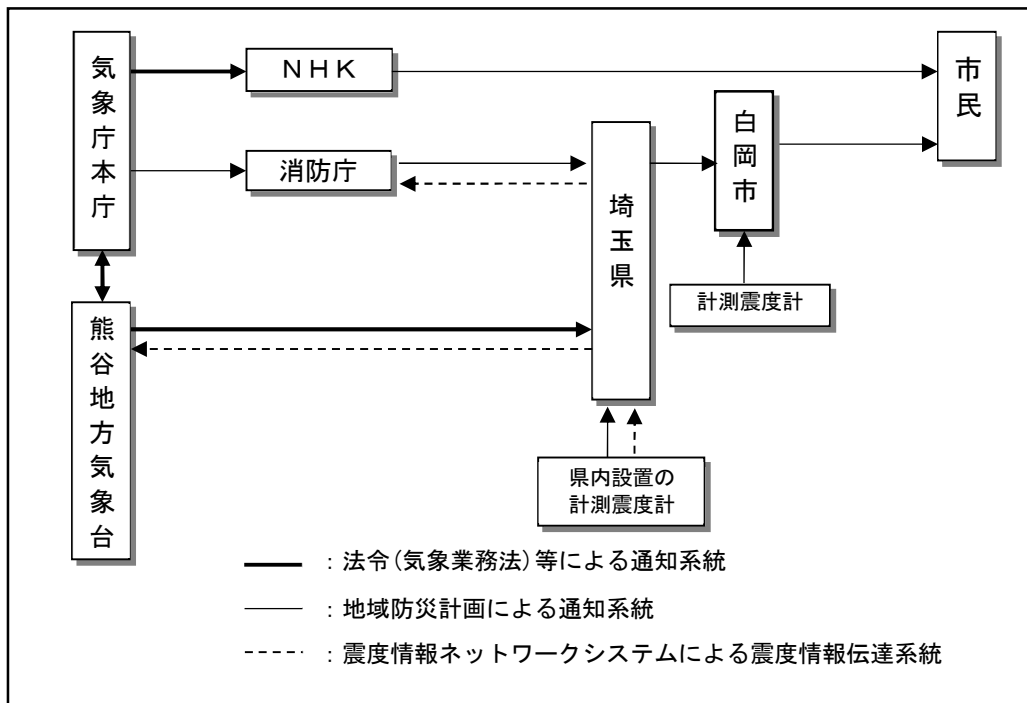 気象庁本庁
NHK
市民
白岡市
消防庁
埼玉県
計測震度計
熊谷地方気象台
県内設置の
計測震度計
：法令(気象業務法)等による通知系統
：地域防災計画による通知系統
：震度情報ネットワークシステムによる震度情報伝達系統